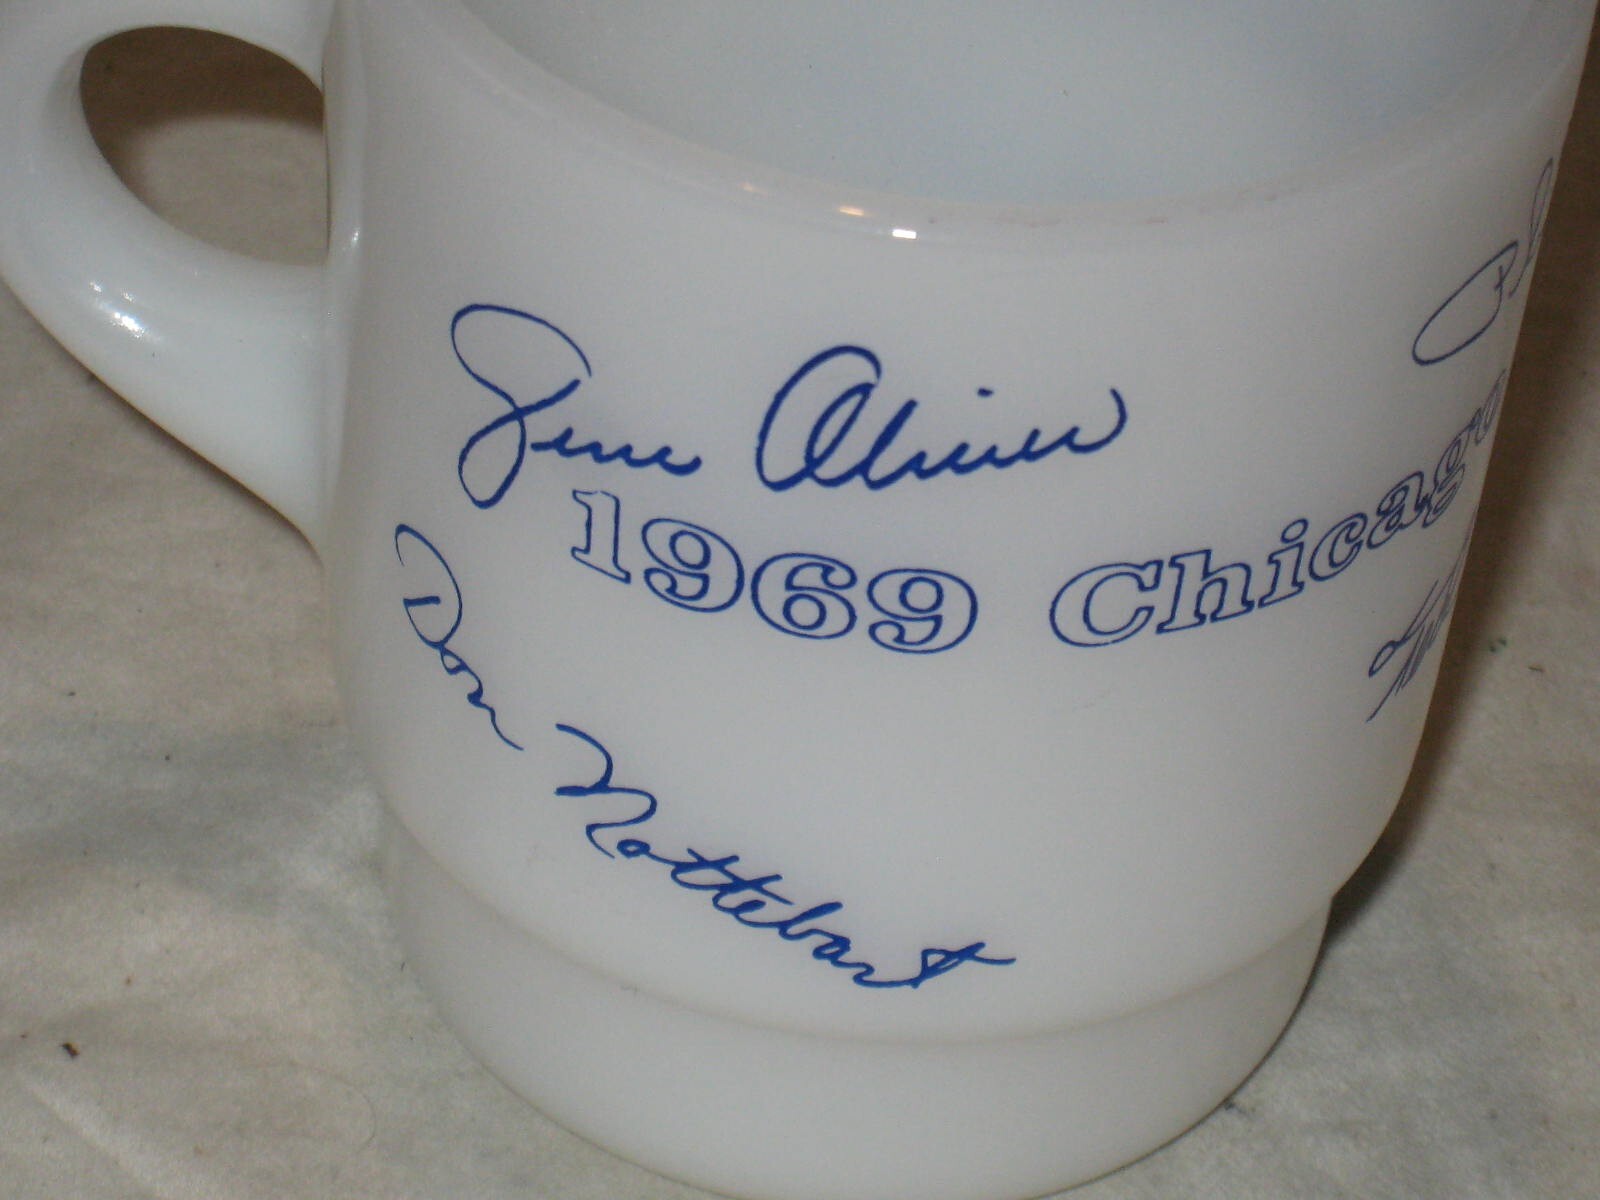 Gene Oliver
1969 Chicago
Don Nottebart